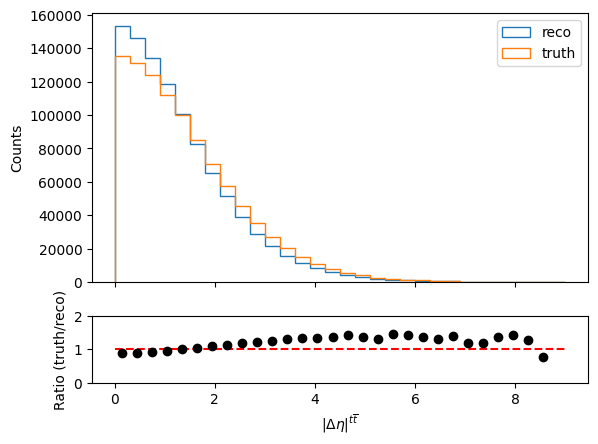 160000
140000
120000
100000
80000
60000
40000
20000
0
Counts
reco
truth
2
1
0
Ratio (truth/reco)
0 2 4 6 8
|Δη|^{tt̅}